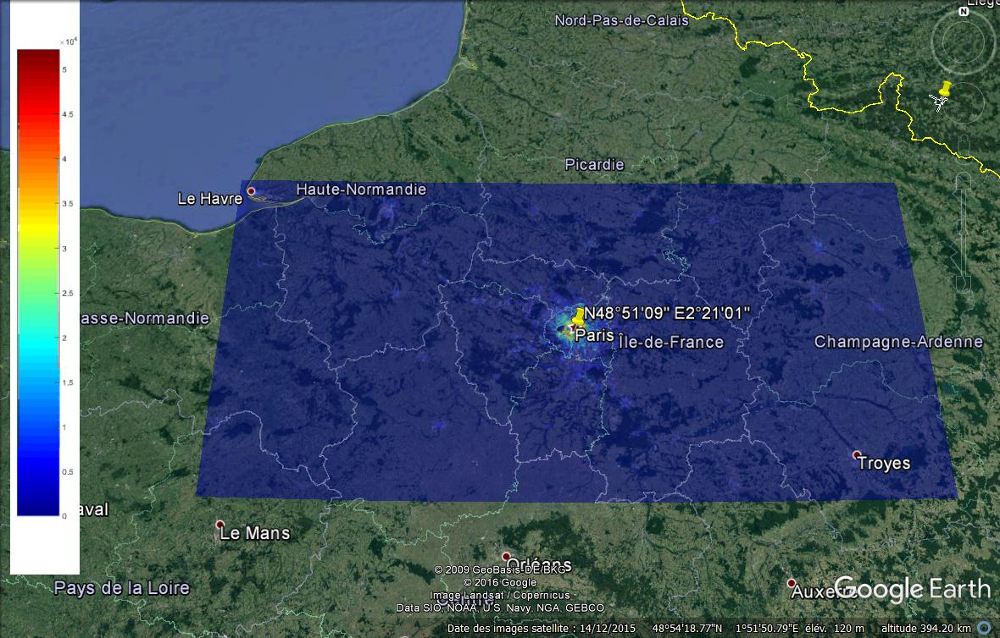 Liège
N
Nord-Pas-de-Calais
× 10⁴
5
4.5
4
3.5
3
2.5
2
1.5
1
0.5
0
Picardie
Le Havre
Haute-Normandie
N48°51'09" E2°21'01"
asse-Normandie
Paris
Île-de-France
Champagne-Ardenne
Troyes
aval
Le Mans
Orléans
© 2009 GeoBasis-DE/BKG
© 2016 Google
Pays de la Loire
Auxerre
Google Earth
Image Landsat / Copernicus
Centre
Data SIO, NOAA, U.S. Navy, NGA, GEBCO
Date des images satellite : 14/12/2015 48°54'18.77"N 1°51'50.79"E élév. 120 m altitude 394.20 km